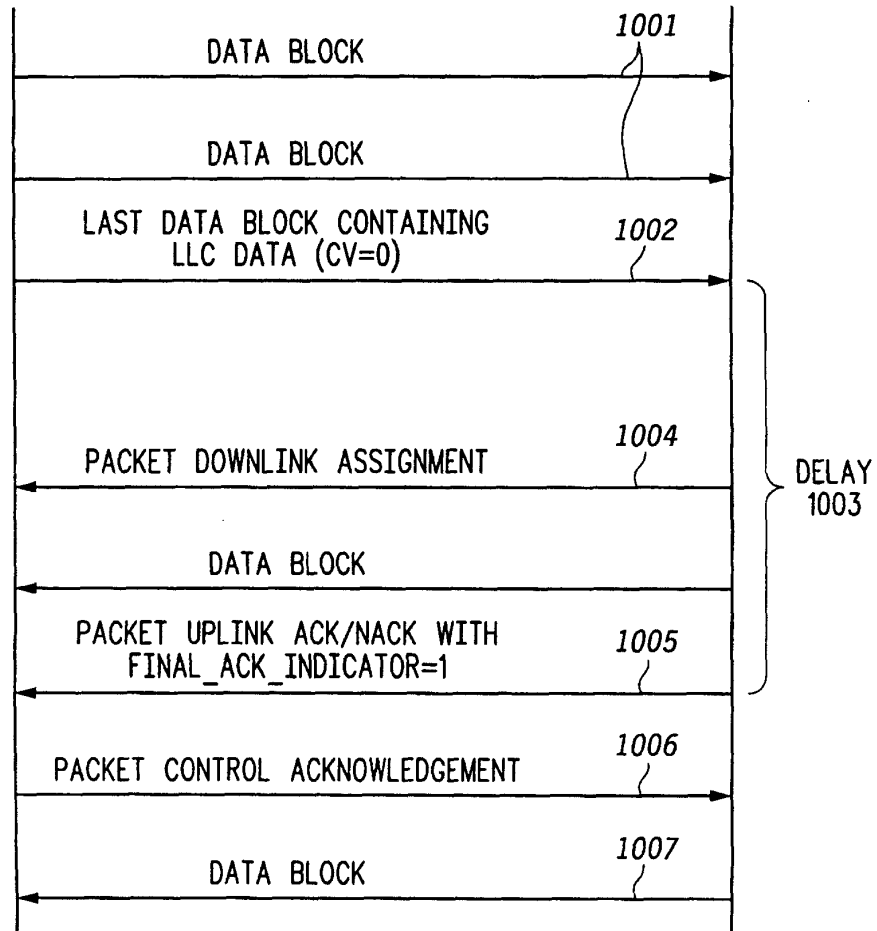 1001
DATA BLOCK
DATA BLOCK
LAST DATA BLOCK CONTAINING
LLC DATA (CV=0)
1002
1004
PACKET DOWNLINK ASSIGNMENT
DELAY
1003
DATA BLOCK
PACKET UPLINK ACK/NACK WITH
FINAL_ACK_INDICATOR=1
1005
1006
PACKET CONTROL ACKNOWLEDGEMENT
1007
DATA BLOCK